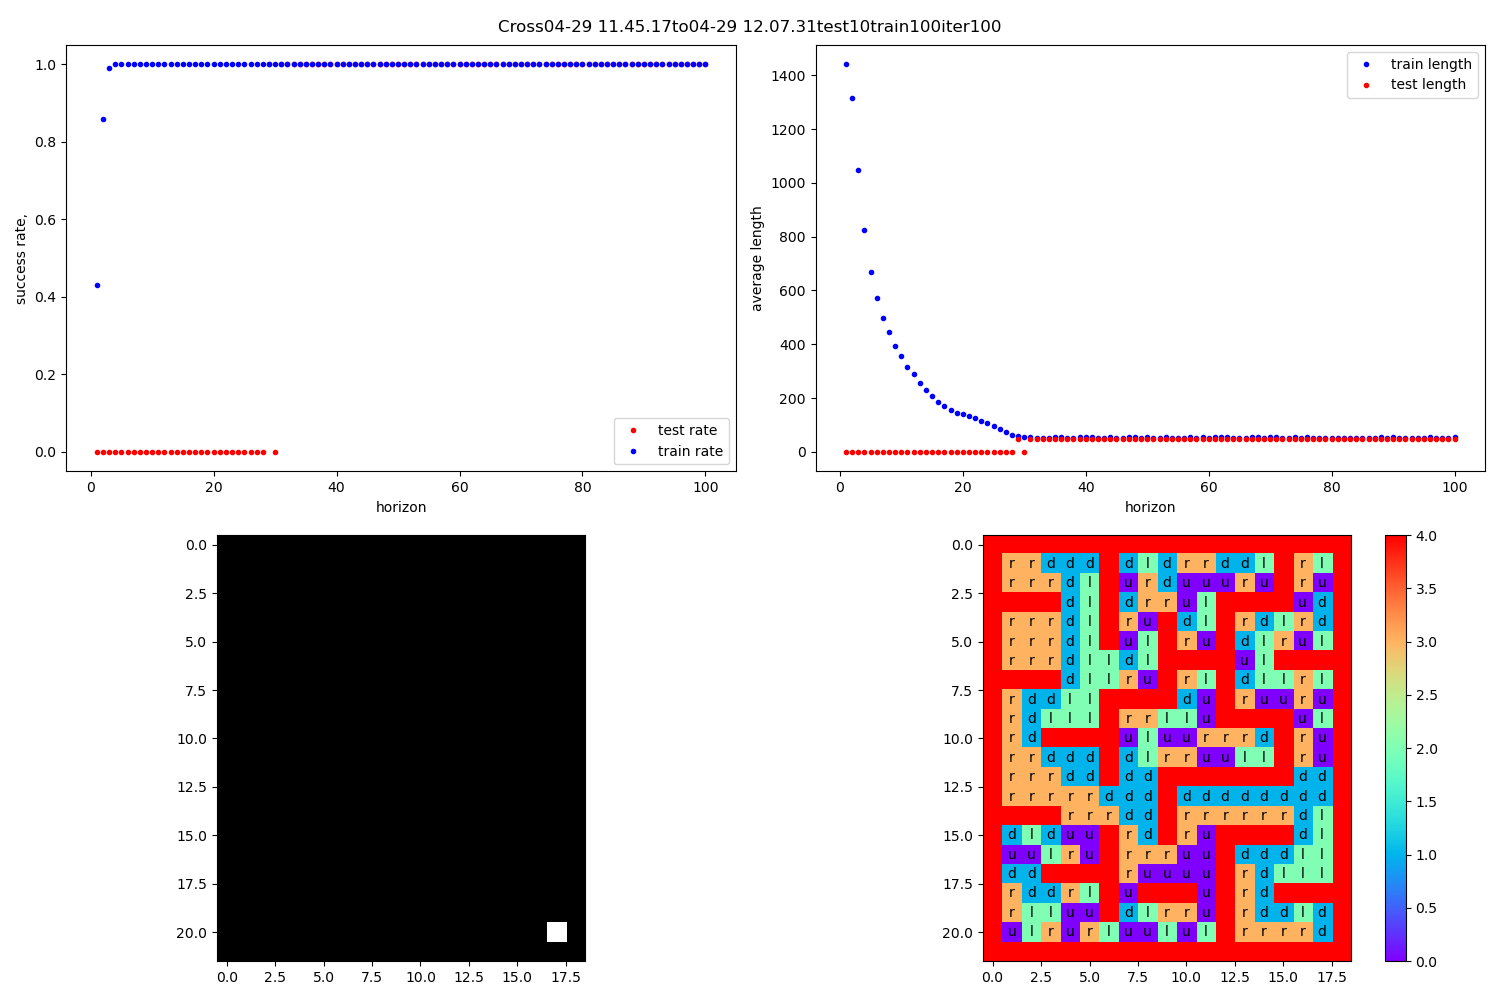 Cross04-29 11.45.17to04-29 12.07.31test10train100iter100
1.0
0.8
0.6
0.4
0.2
0.0
success rate,
0 20 40 60 80 100
horizon
test rate
train rate
1400
1200
1000
800
600
400
200
0
average length
0 20 40 60 80 100
horizon
train length
test length
0.0
2.5
5.0
7.5
10.0
12.5
15.0
17.5
20.0
0.0 2.5 5.0 7.5 10.0 12.5 15.0 17.5
0.0
2.5
5.0
7.5
10.0
12.5
15.0
17.5
20.0
r r d d d d l d r r d d l r l
r r r d l u r d u u u r u r u
d l d r r u l u d
r r r d l r u d l r d l r d
r r r d l u l r u d l r u l
r r r d l l d l u l
d l l r u r l d l l r l
r d d l l d u r u u r u
r d l l l r r l l u u l
r d u l u u r r r d r u
r r d d d d l r r u u l l r u
r r r d d d d d d
r r r r r d d d d d d d d d d d
r r r d d r r r r r r d l
d l d u u r d r u d l
u u l r u r r r u u d d d l l
d d r u u u u r d l l l
r d d r l u u r d
r l l u u d l r r u r d d l d
u l r u r l u u l u l r r r r d
0.0 2.5 5.0 7.5 10.0 12.5 15.0 17.5
4.0
3.5
3.0
2.5
2.0
1.5
1.0
0.5
0.0